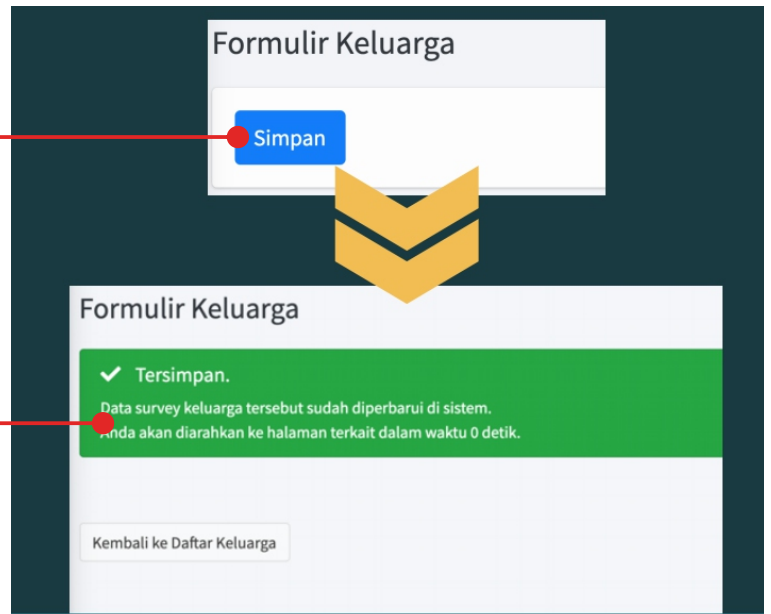 Formulir Keluarga
Simpan
Formulir Keluarga
Tersimpan.
Data survey keluarga tersebut sudah diperbarui di sistem.
Anda akan diarahkan ke halaman terkait dalam waktu 0 detik.
Kembali ke Daftar Keluarga